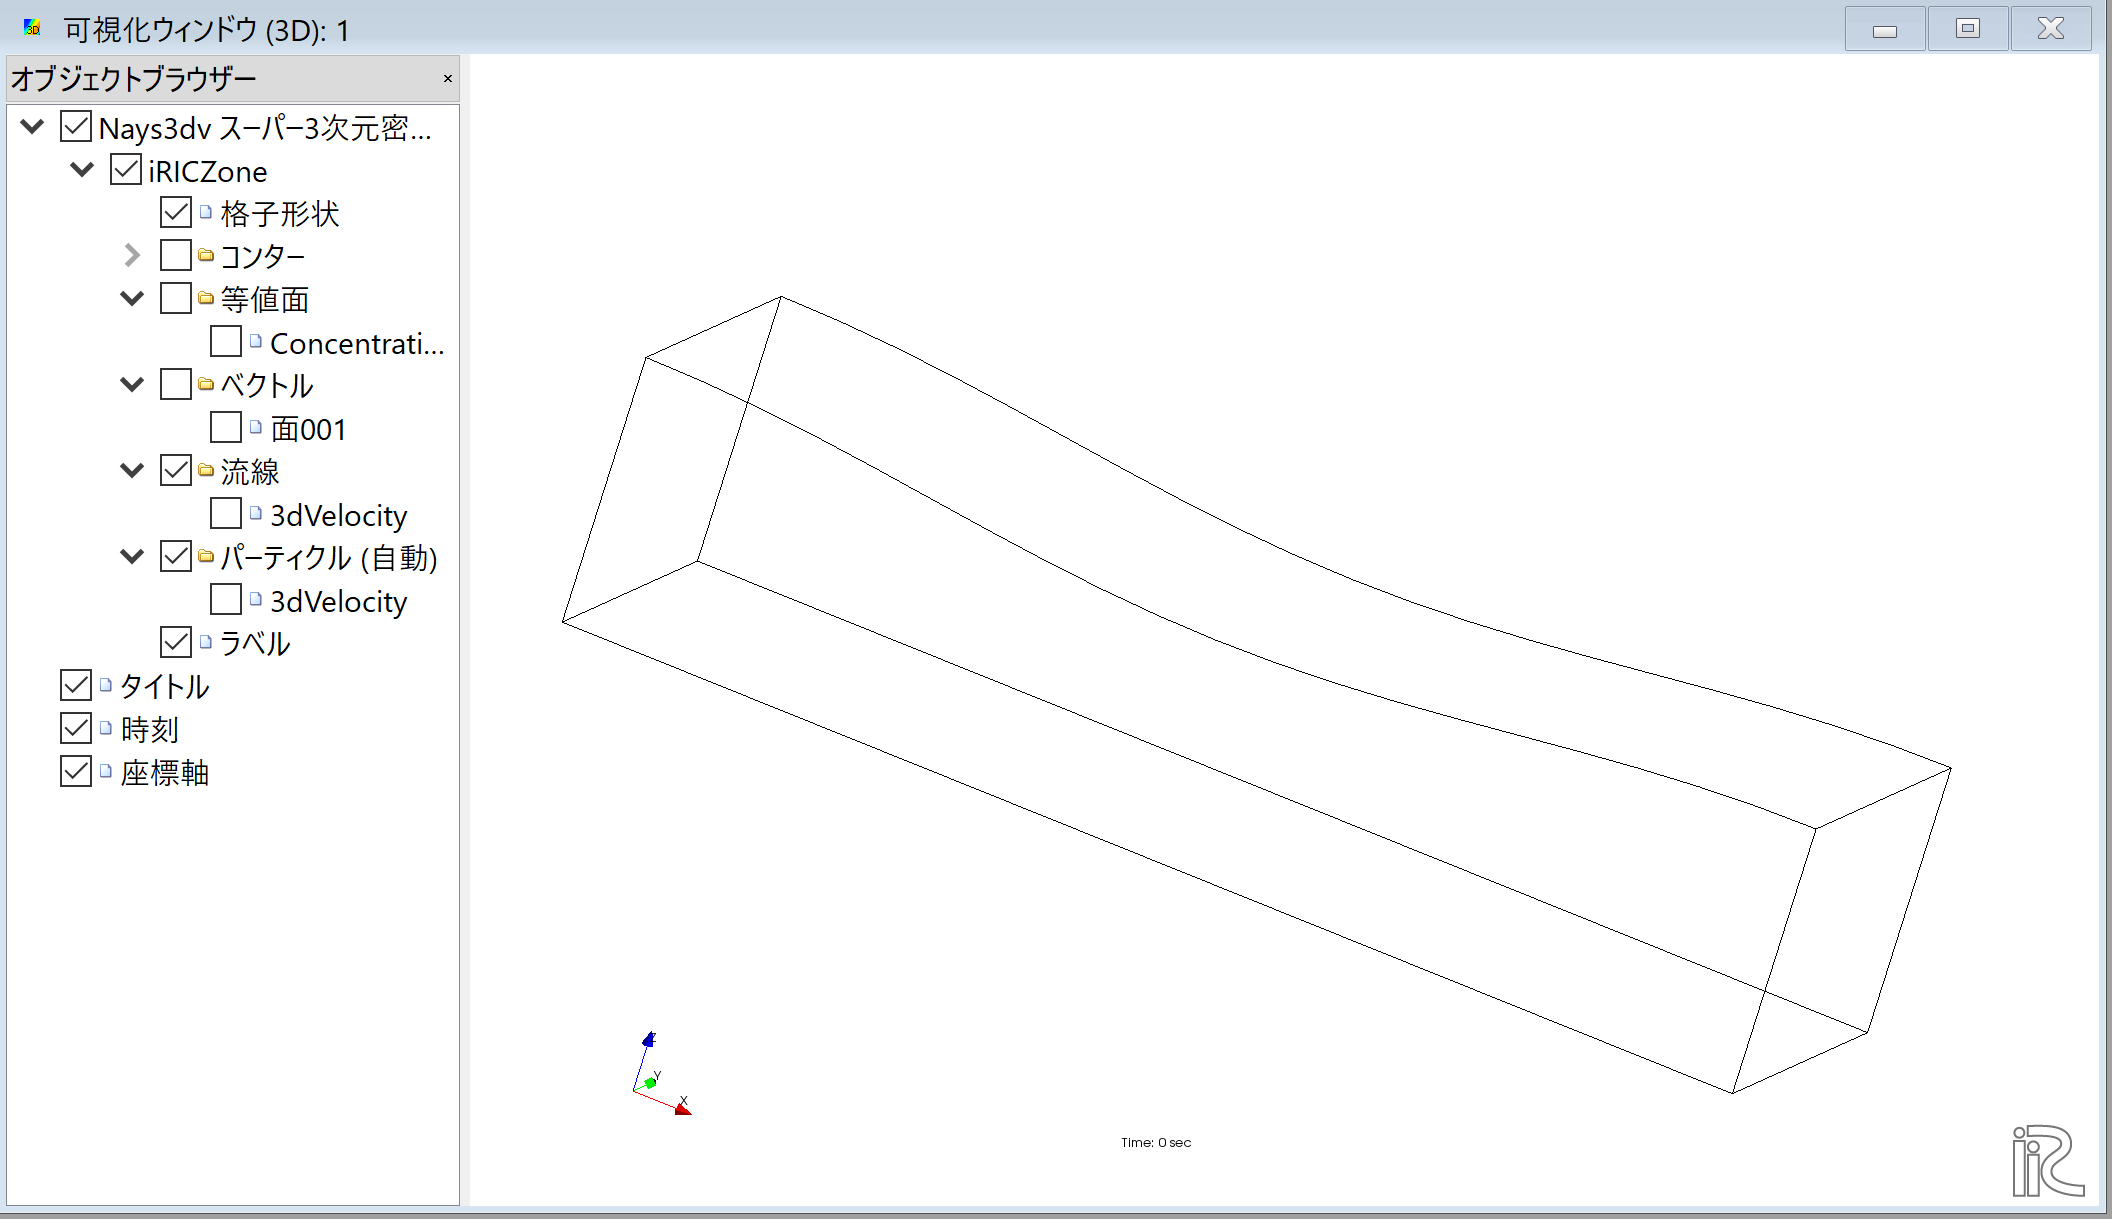 可視化ウィンドウ (3D): 1
オブジェクトブラウザー
Nays3dv スーパー3次元密...
iRICZone
格子形状
コンター
等値面
Concentrati...
ベクトル
面001
流線
3dVelocity
パーティクル (自動)
3dVelocity
ラベル
タイトル
時刻
座標軸
Z
Y
X
Time: 0 sec
iRIC